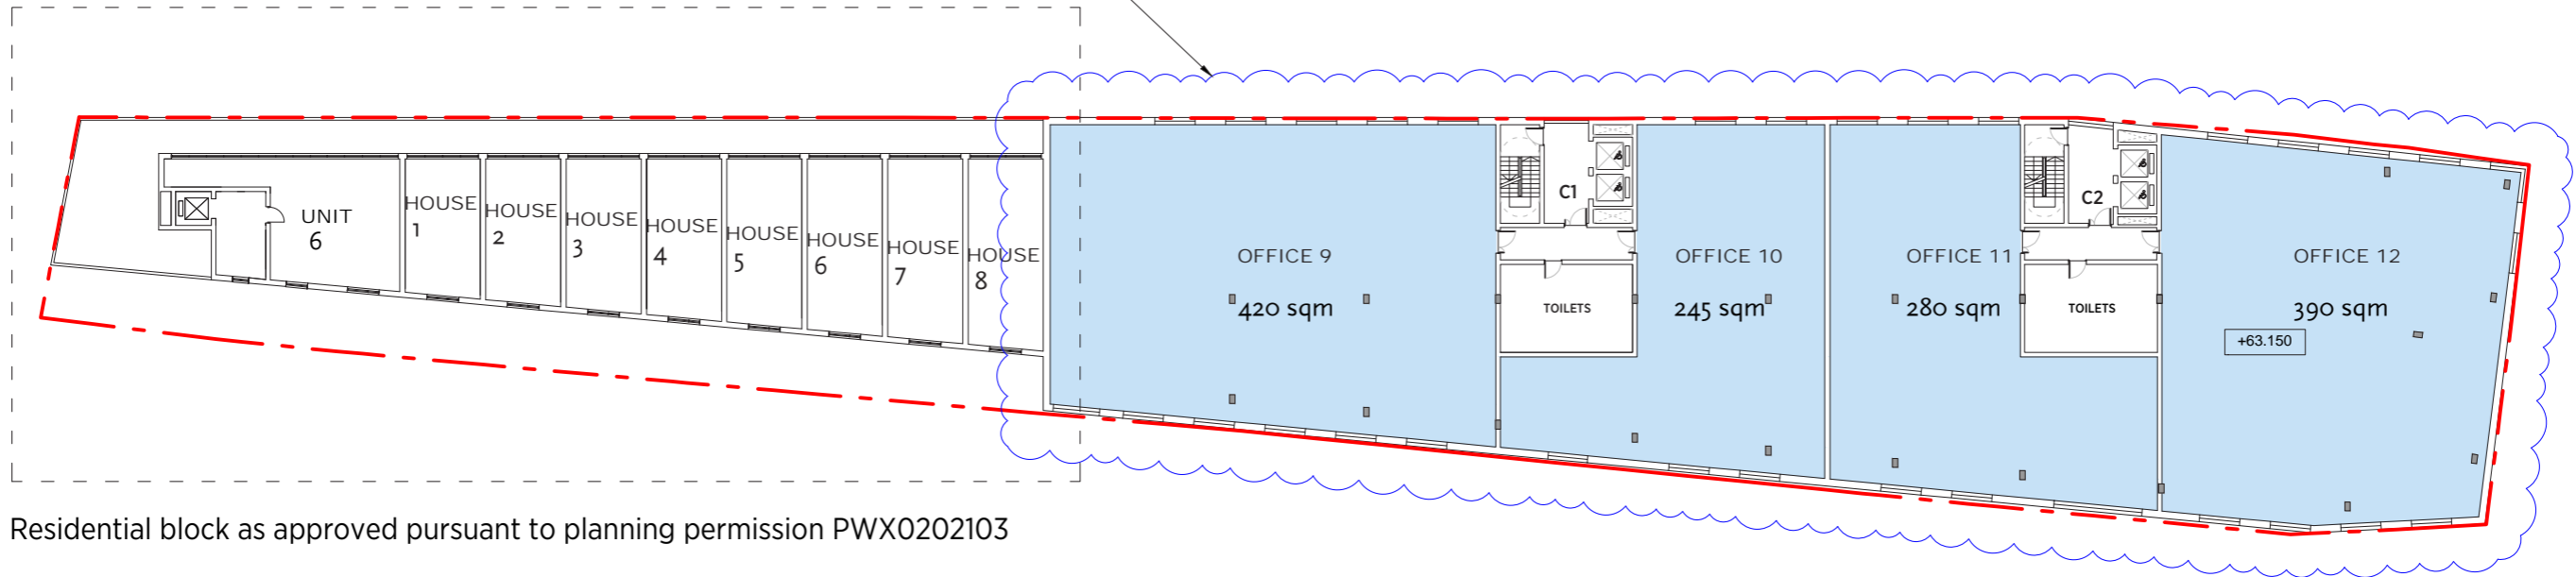 UNIT
6
HOUSE
1
HOUSE
2
HOUSE
3
HOUSE
4
HOUSE
5
HOUSE
6
HOUSE
7
HOUSE
8
OFFICE 9
420 sqm
C1
TOILETS
OFFICE 10
245 sqm
OFFICE 11
280 sqm
C2
TOILETS
OFFICE 12
390 sqm
+63.150
Residential block as approved pursuant to planning permission PWX0202103